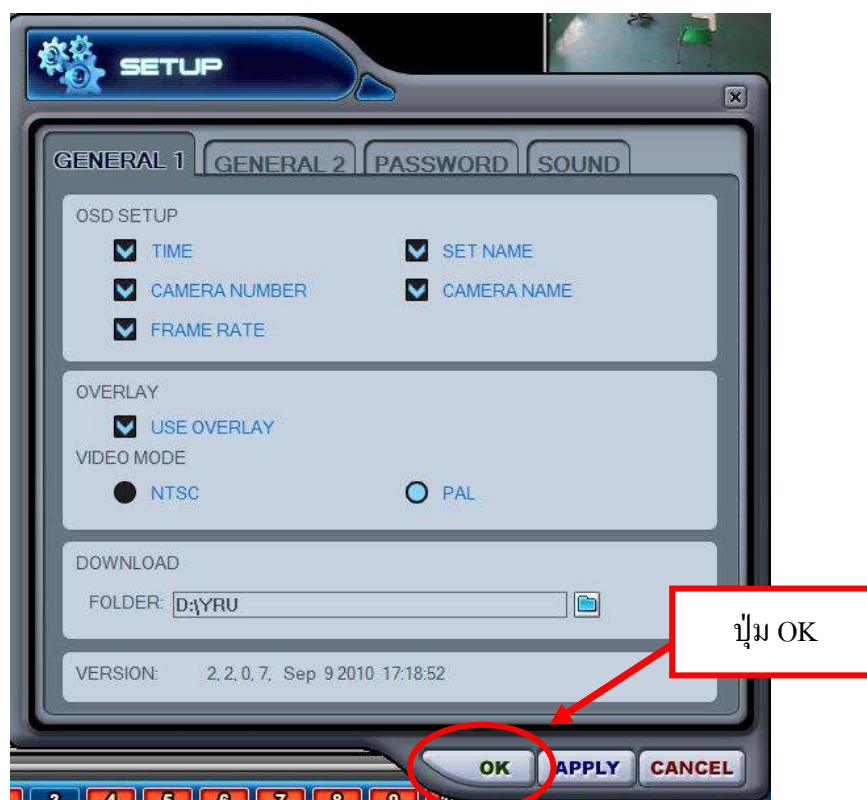 SETUP
GENERAL 1 GENERAL 2 PASSWORD SOUND
OSD SETUP
TIME SET NAME
CAMERA NUMBER CAMERA NAME
FRAME RATE
OVERLAY
USE OVERLAY
VIDEO MODE
NTSC PAL
DOWNLOAD
FOLDER: D:\YRU
ปุ่ม OK
VERSION: 2, 2, 0, 7, Sep 9 2010 17:18:52
OK APPLY CANCEL